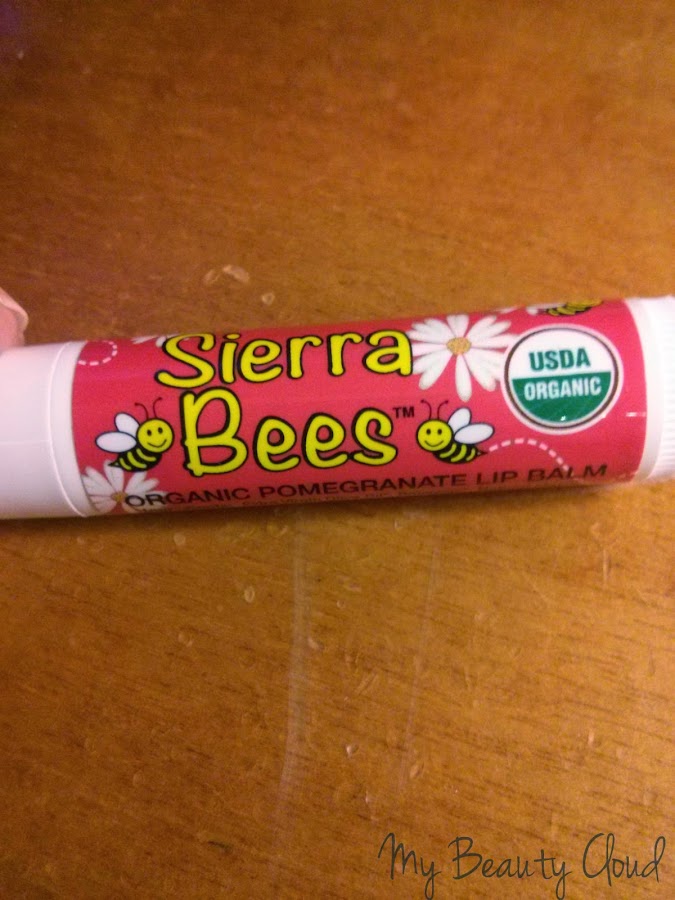 Sierra
Bees™
USDA
ORGANIC
ORGANIC POMEGRANATE LIP BALM
My Beauty Cloud